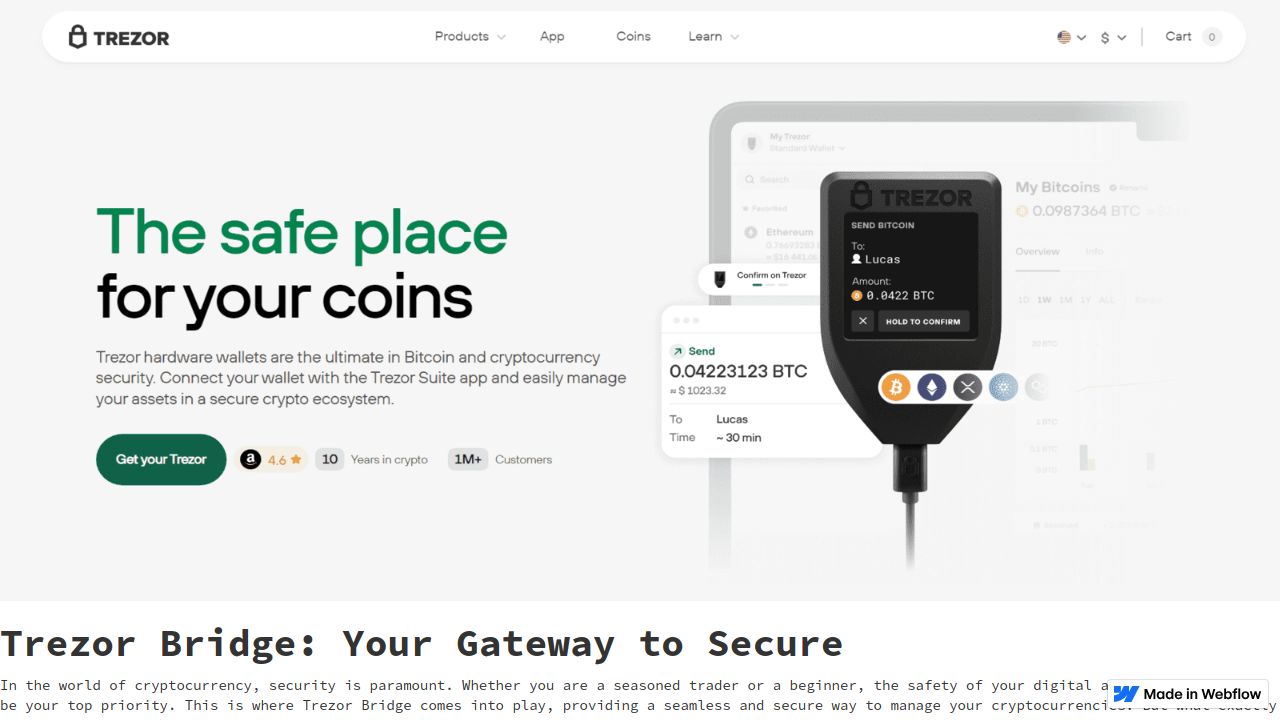 TREZOR
Products
App
Coins
Learn
$
Cart
0
My Trezor
Standard Wallet
Search
My Bitcoins
0.0987364 BTC
TREZOR
SEND BITCOIN
Favorited
The safe place
for your coins
Ethereum
To:
Lucas
Overview
Info
Confirm on Trezor
Amount:
0.0422 BTC
1D 1W 1M 1Y ALL
HOLD TO CONFIRM
Send
0.04223123 BTC
≈ $ 1023.32
Trezor hardware wallets are the ultimate in Bitcoin and cryptocurrency
security. Connect your wallet with the Trezor Suite app and easily manage
your assets in a secure crypto ecosystem.
To Lucas
Time ~ 30 min
Get your Trezor
a
4.6
10 Years in crypto
1M+ Customers
Trezor Bridge: Your Gateway to Secure
In the world of cryptocurrency, security is paramount. Whether you are a seasoned trader or a beginner, the safety of your digital
be your top priority. This is where Trezor Bridge comes into play, providing a seamless and secure way to manage your cryptocurrencies. But what exactly
Made in Webflow